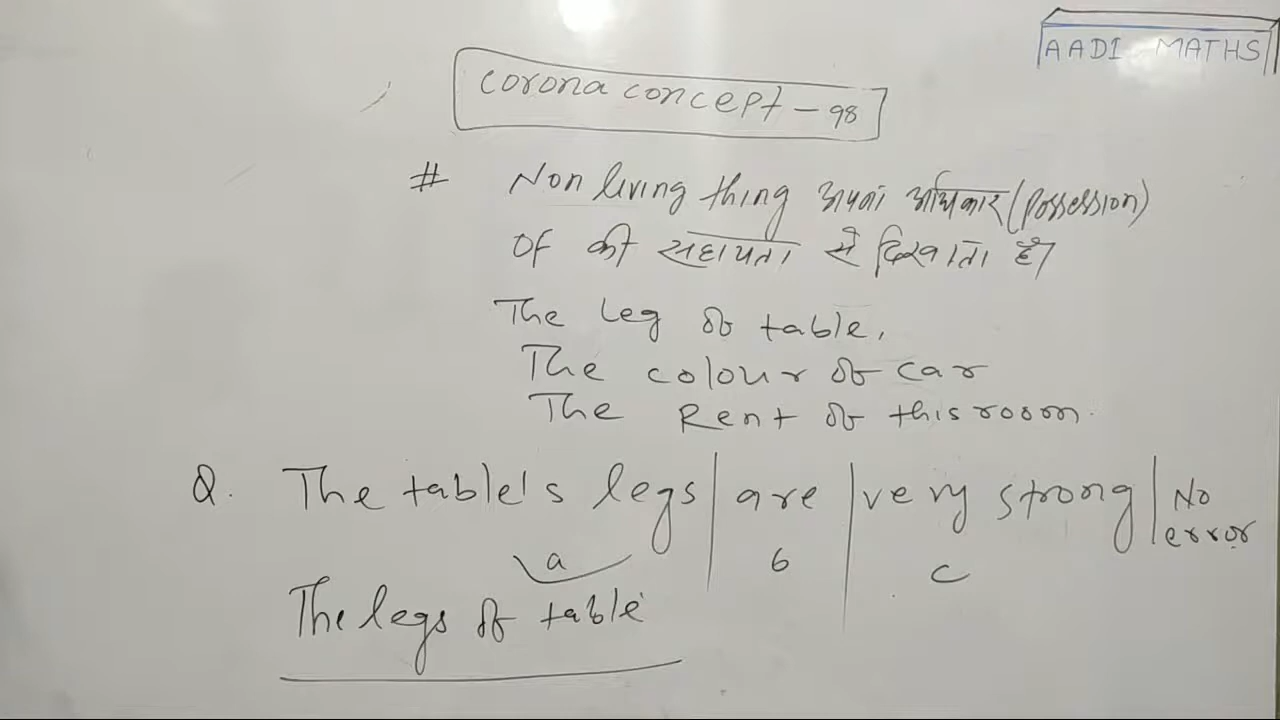 AADI MATHS
Corona concept - 98
# Non living thing अपना अधिकार (Possession)
Of की सहायता से दिखाता है
The leg of table,
The colour of car
The Rent of this room.
Q. The table's legs | are | very strong | No error
a b c
The legs of table